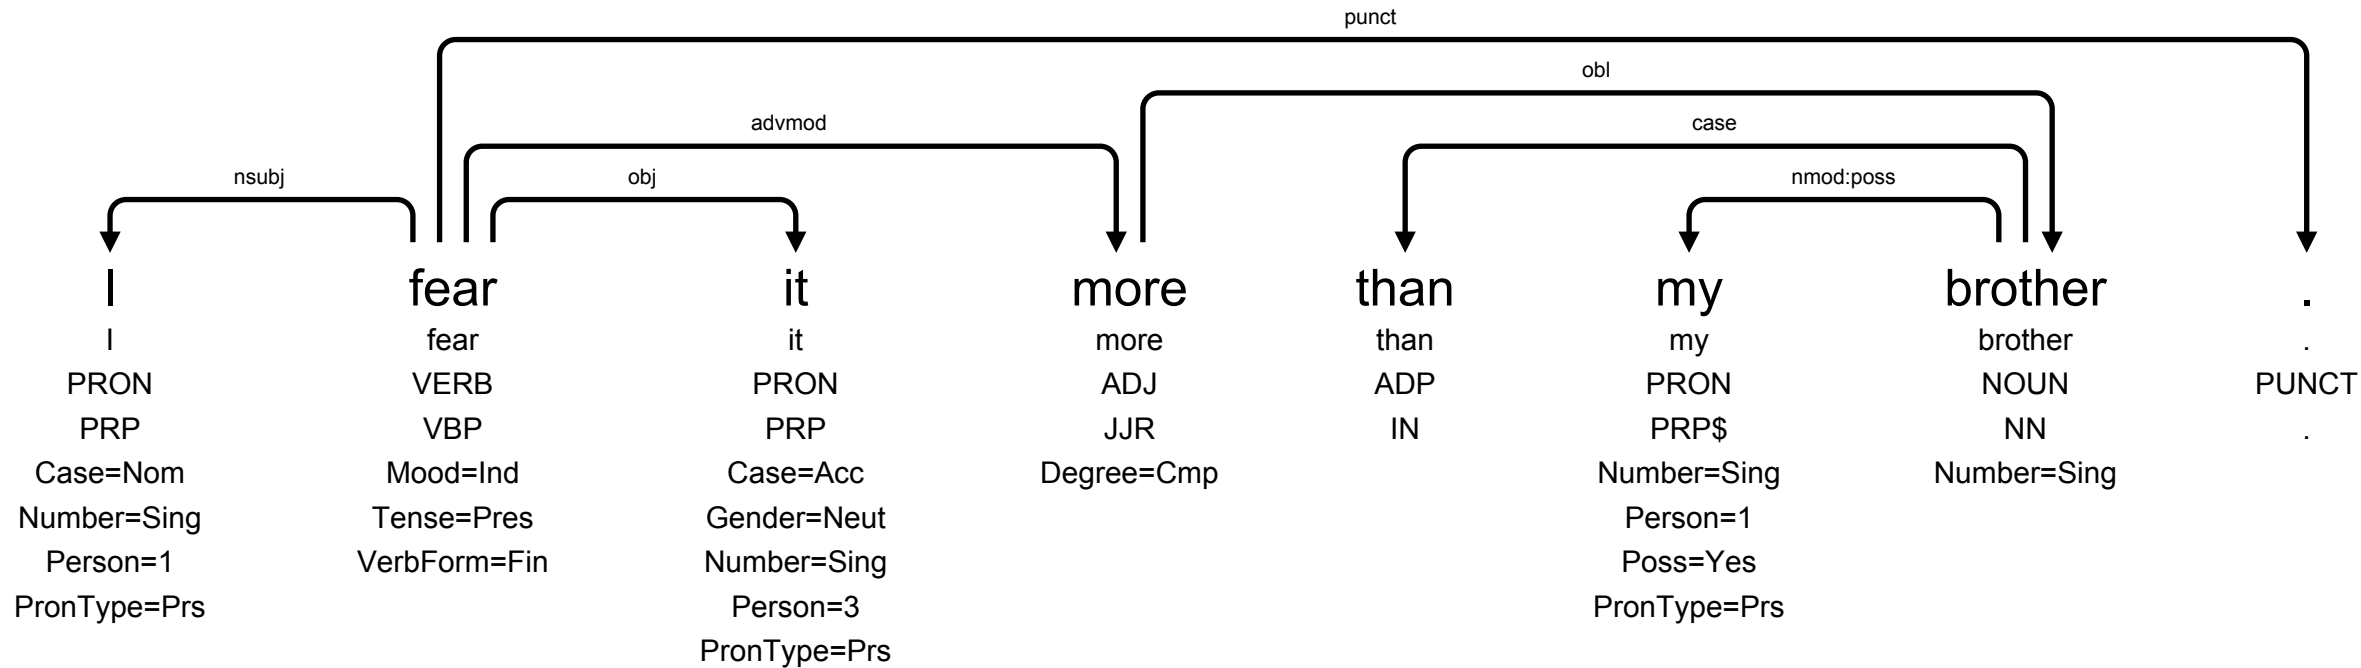 punct
obl
advmod case
nsubj obj nmod:poss
I fear it more than my brother .
I fear it more than my brother .
PRON VERB PRON ADJ ADP PRON NOUN PUNCT
PRP VBP PRP JJR IN PRP$ NN .
Case=Nom Mood=Ind Case=Acc Degree=Cmp Number=Sing Number=Sing
Number=Sing Tense=Pres Gender=Neut Person=1
Person=1 VerbForm=Fin Number=Sing Poss=Yes
PronType=Prs Person=3 PronType=Prs
PronType=Prs